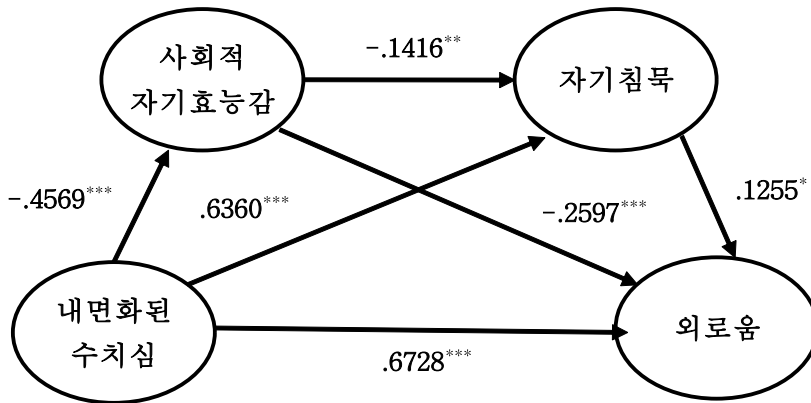 사회적
자기효능감
-.1416**
자기침묵
-.4569***
.6360***
-.2597***
.1255*
내면화된
수치심
외로움
.6728***